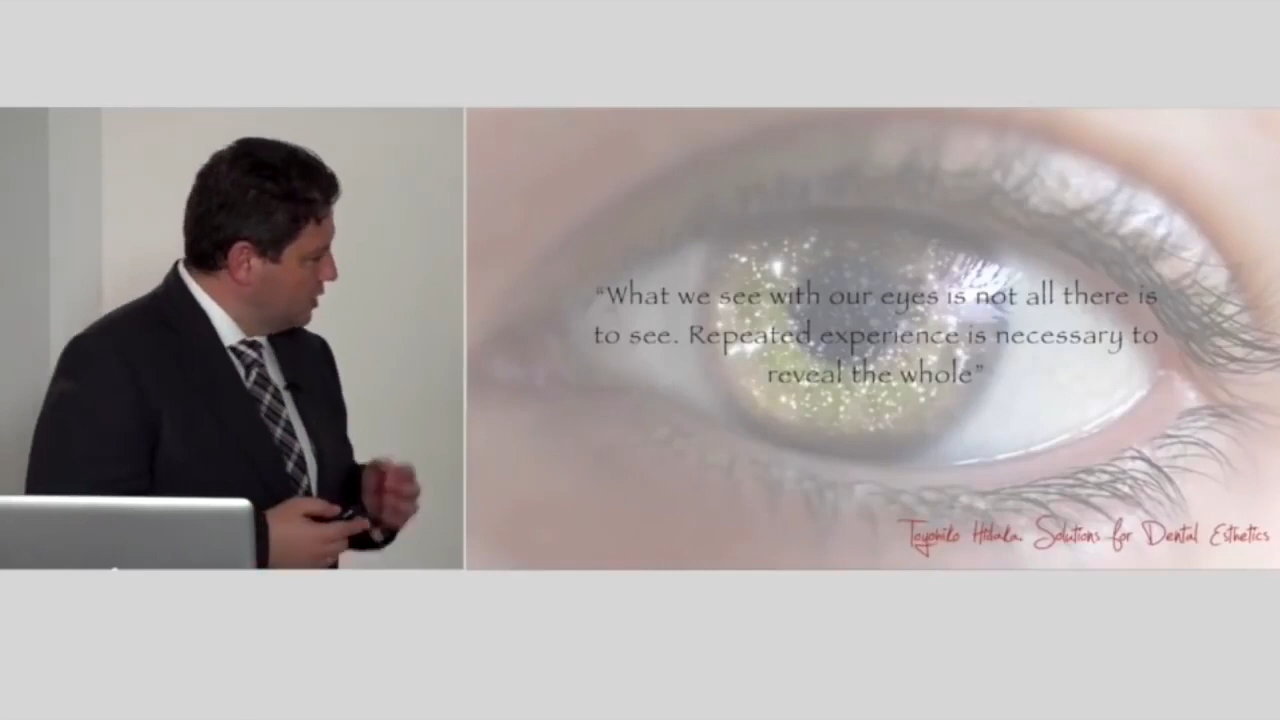 “What we see with our eyes is not all there is
to see. Repeated experience is necessary to
reveal the whole”
Toyohiko Hidaka. Solutions for Dental Esthetics